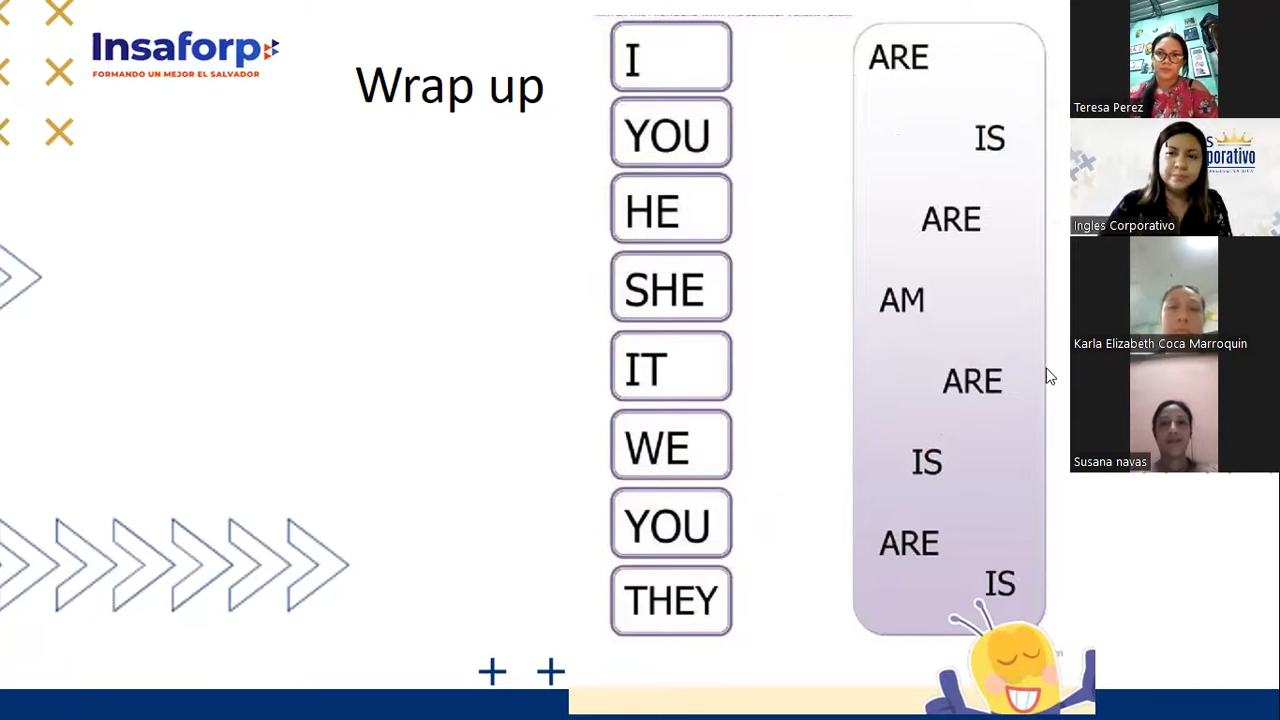 Insaforp
FORMANDO UN MEJOR EL SALVADOR
Wrap up
I
YOU
HE
SHE
IT
WE
YOU
THEY
ARE
IS
ARE
AM
ARE
IS
ARE
IS
Teresa Perez
Ingles Corporativo
Karla Elizabeth Coca Marroquin
Susana navas